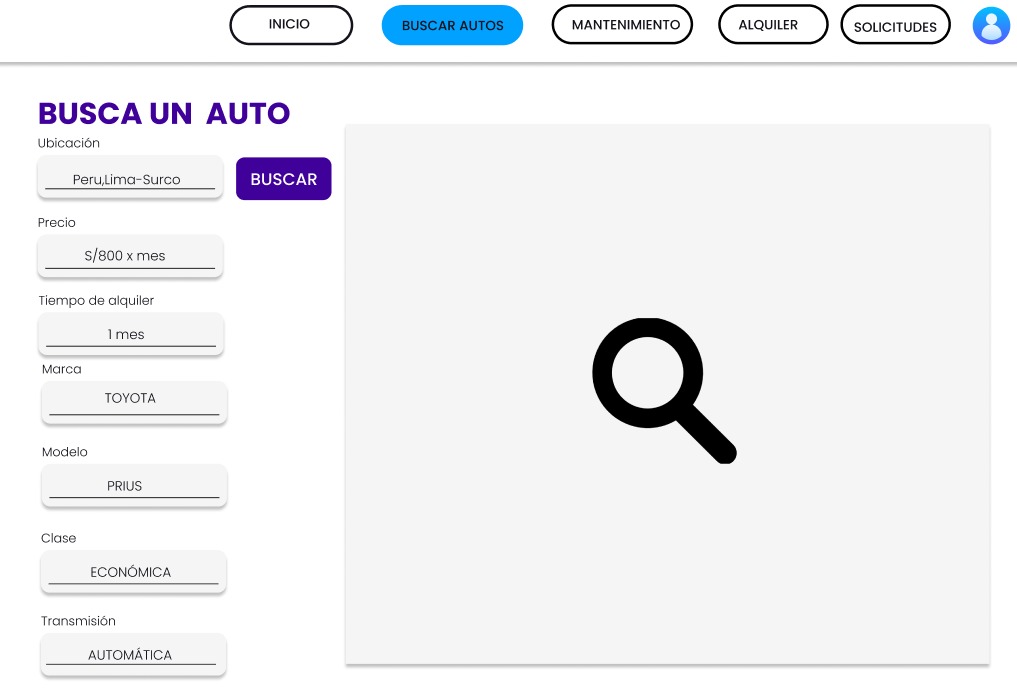 INICIO
BUSCAR AUTOS
MANTENIMIENTO
ALQUILER
SOLICITUDES
BUSCA UN AUTO
Ubicación
Peru,Lima-Surco
BUSCAR
Precio
S/800 x mes
Tiempo de alquiler
1 mes
Marca
TOYOTA
Modelo
PRIUS
Clase
ECONÓMICA
Transmisión
AUTOMÁTICA